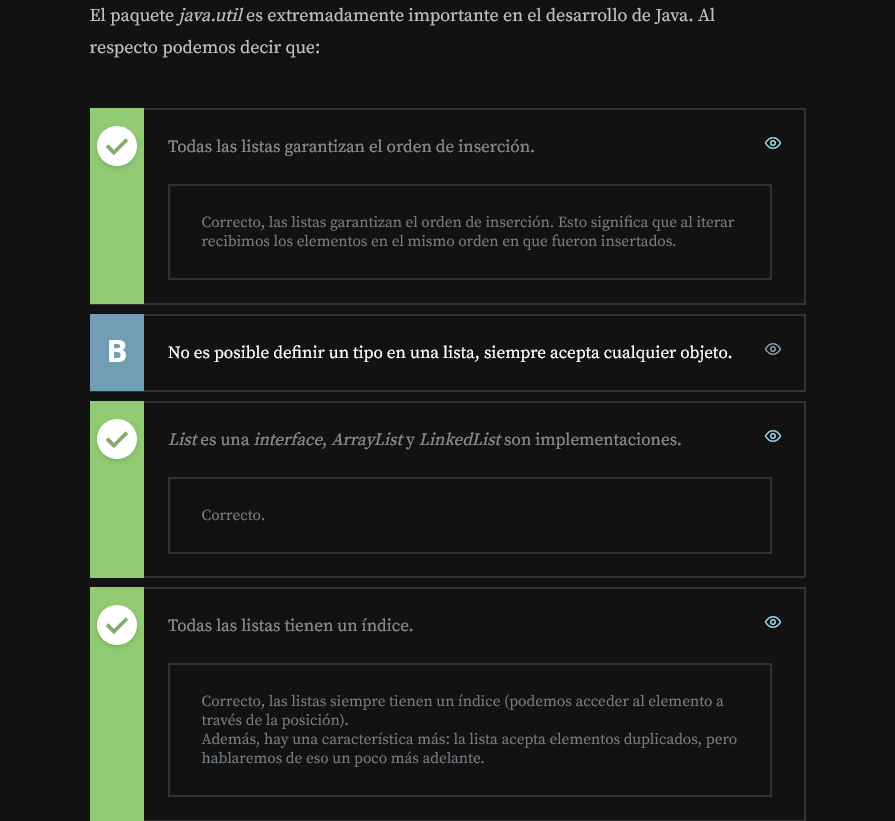 El paquete java.util es extremadamente importante en el desarrollo de Java. Al
respecto podemos decir que:
Todas las listas garantizan el orden de inserción.
Correcto, las listas garantizan el orden de inserción. Esto significa que al iterar
recibimos los elementos en el mismo orden en que fueron insertados.
B
No es posible definir un tipo en una lista, siempre acepta cualquier objeto.
List es una interface, ArrayList y LinkedList son implementaciones.
Correcto.
Todas las listas tienen un índice.
Correcto, las listas siempre tienen un índice (podemos acceder al elemento a
través de la posición).
Además, hay una característica más: la lista acepta elementos duplicados, pero
hablaremos de eso un poco más adelante.